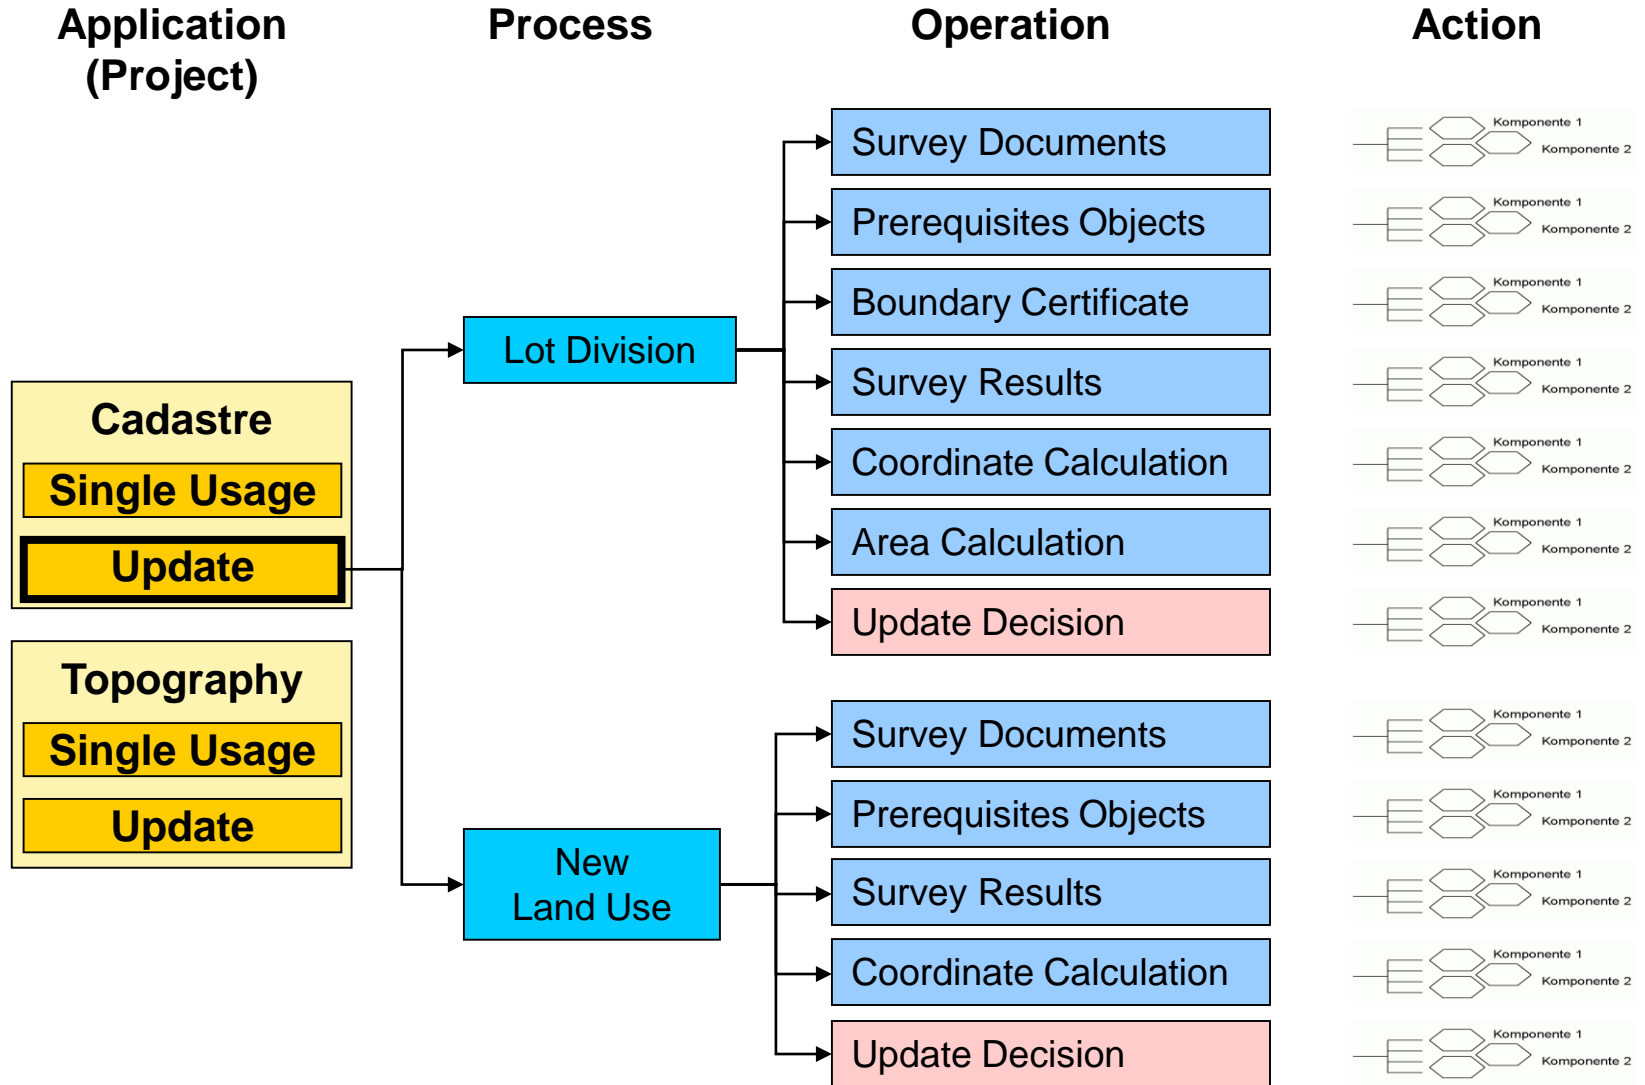 Application
(Project)
Process
Operation
Action
Cadastre
Single Usage
Update
Topography
Single Usage
Update
Lot Division
New
Land Use
Survey Documents
Prerequisites Objects
Boundary Certificate
Survey Results
Coordinate Calculation
Area Calculation
Update Decision
Survey Documents
Prerequisites Objects
Survey Results
Coordinate Calculation
Update Decision
Komponente 1
Komponente 2
Komponente 1
Komponente 2
Komponente 1
Komponente 2
Komponente 1
Komponente 2
Komponente 1
Komponente 2
Komponente 1
Komponente 2
Komponente 1
Komponente 2
Komponente 1
Komponente 2
Komponente 1
Komponente 2
Komponente 1
Komponente 2
Komponente 1
Komponente 2
Komponente 1
Komponente 2